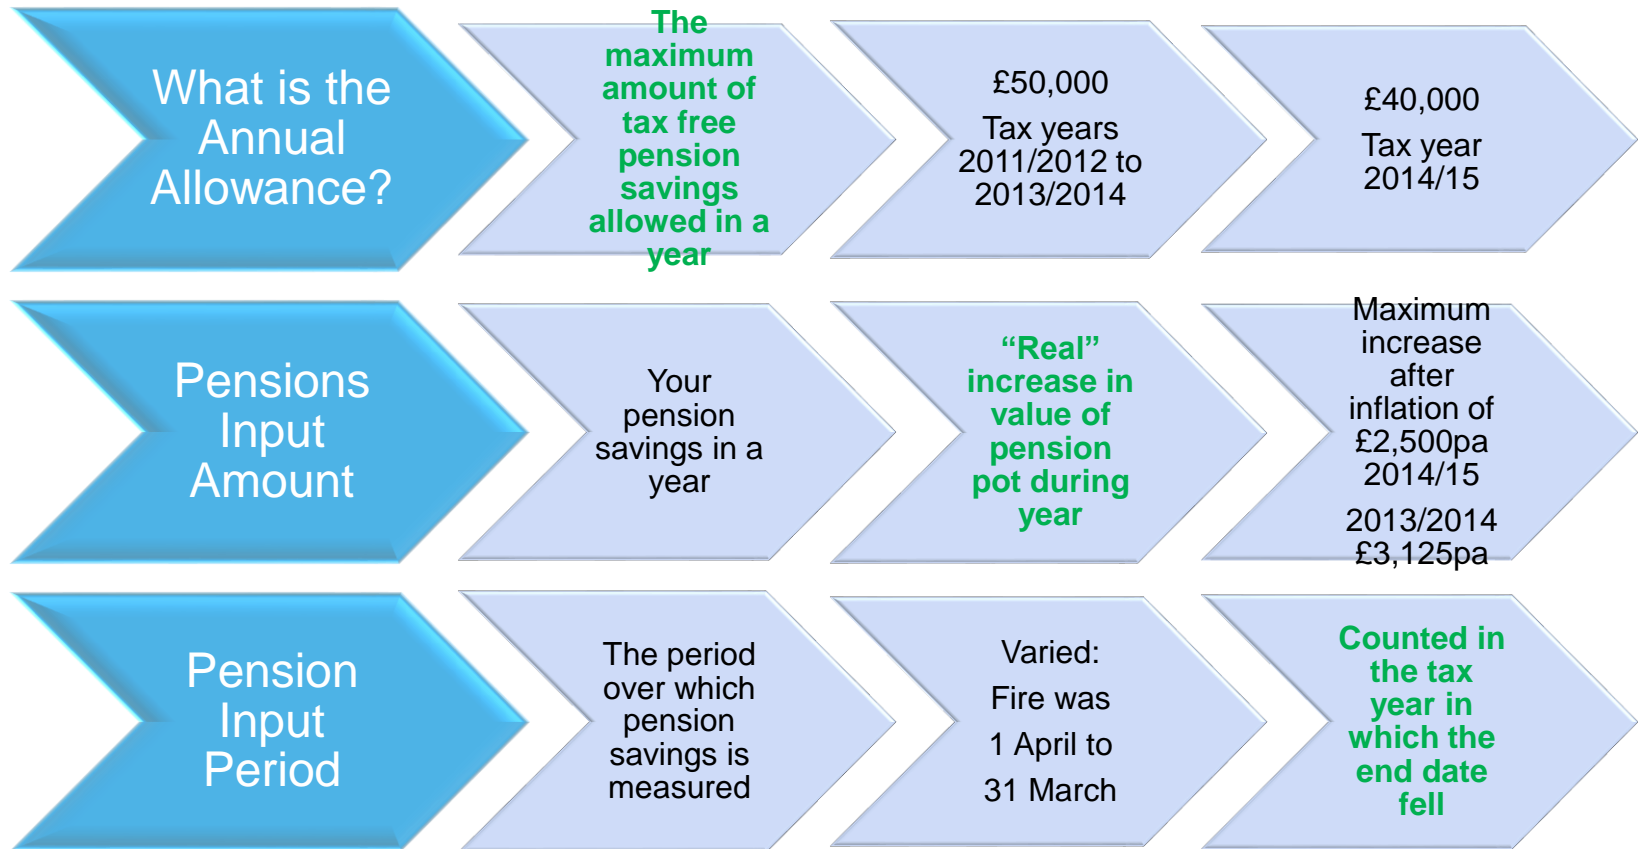 What is the
Annual
Allowance?
The
maximum
amount of
tax free
pension
savings
allowed in a
year
£50,000
Tax years
2011/2012 to
2013/2014
£40,000
Tax year
2014/15
Pensions
Input
Amount
Your
pension
savings in a
year
“Real”
increase in
value of
pension
pot during
year
Maximum
increase
after
inflation of
£2,500pa
2014/15
2013/2014
£3,125pa
Pension
Input
Period
The period
over which
pension
savings is
measured
Varied:
Fire was
1 April to
31 March
Counted in
the tax
year in
which the
end date
fell